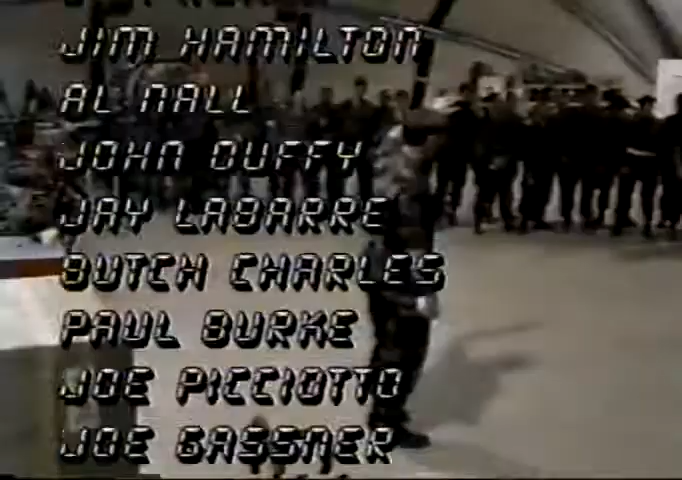 JIM HAMILTON
AL NALL
JOHN DUFFY
JAY LABARRE
BUTCH CHARLES
PAUL BURKE
JOE PICCIOTTO
JOE GASSNER